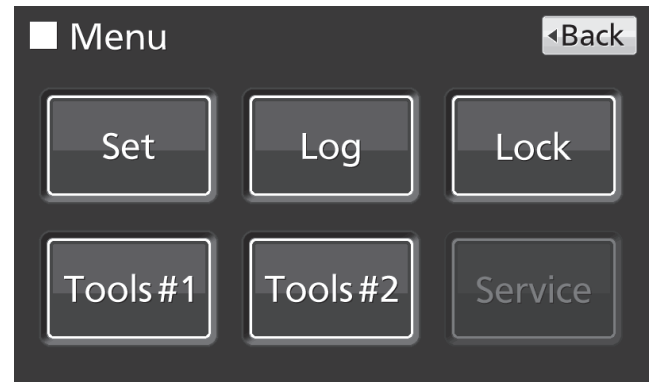 Menu
◂Back
Set
Log
Lock
Tools #1
Tools #2
Service